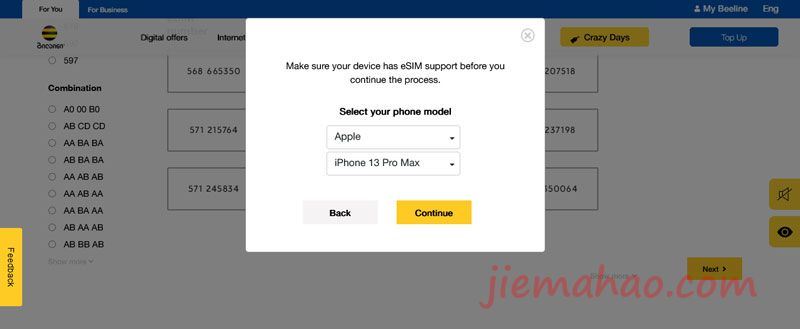 For You
For Business
My Beeline
Eng
Билайн
Digital offers
Internet
Crazy Days
Top Up
number
597
568 665350
207518
Combination
A0 00 B0
AB CD CD
AA BA BA
AB BA BA
AA AB AB
AB AA AA
AA BA AA
AB AA AB
AB BB AB
Show more
571 215764
237198
571 245834
350064
Make sure your device has eSIM support before you
continue the process.
Select your phone model
Apple
iPhone 13 Pro Max
Back
Continue
Feedback
Show more
Next
jiemahao.com